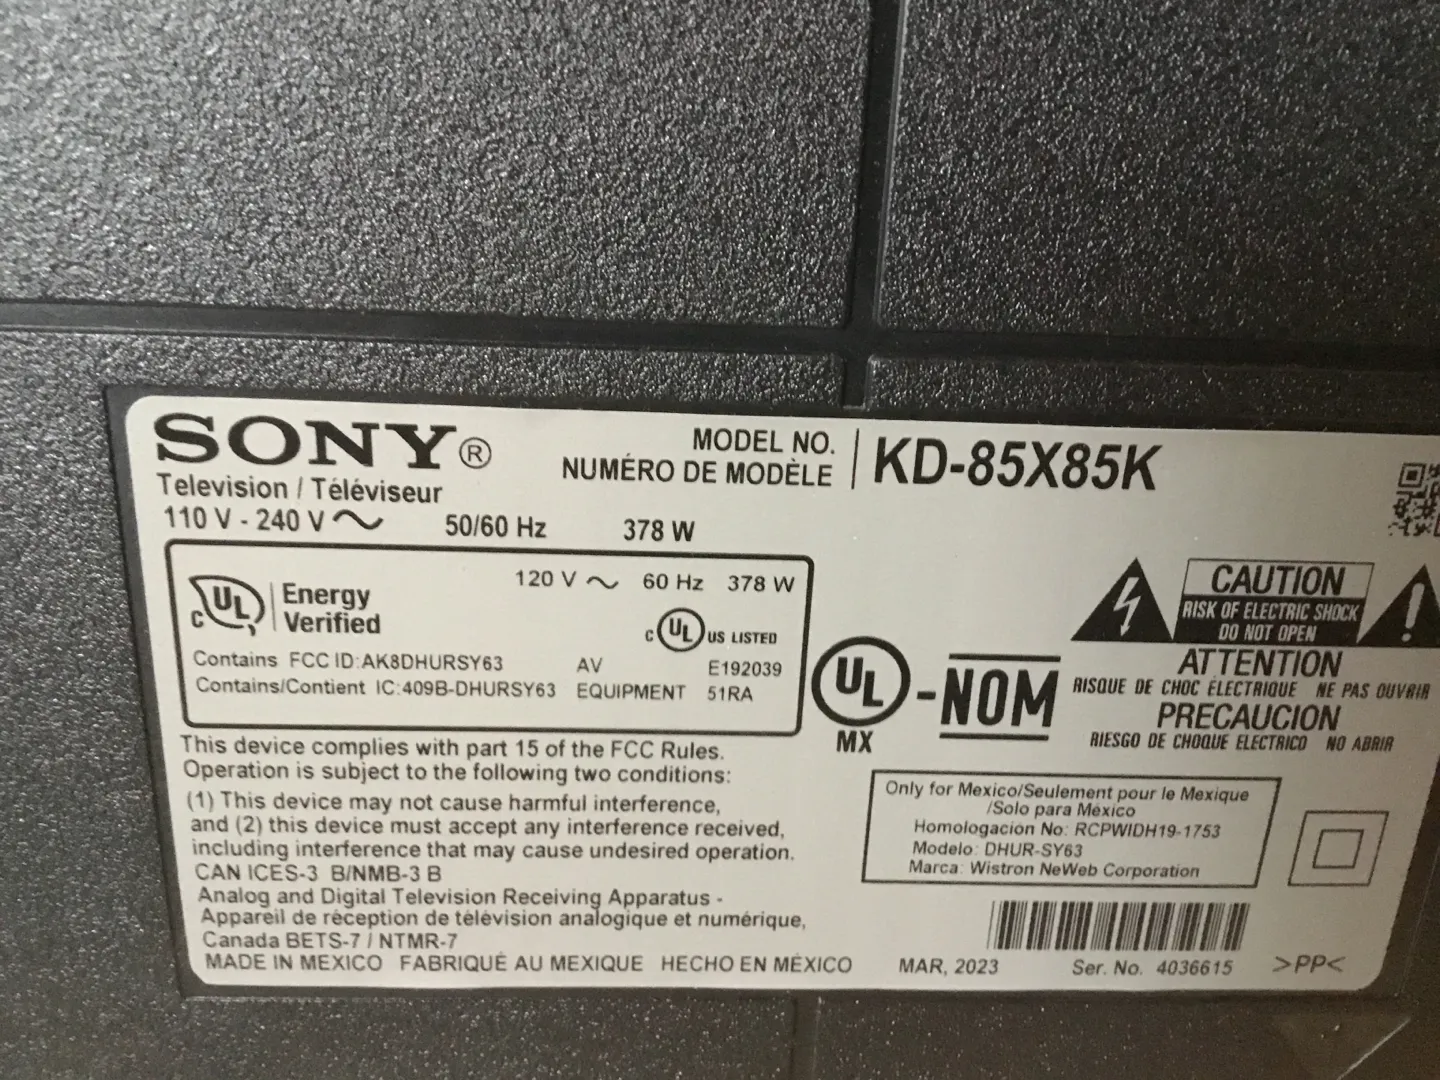 SONY®
MODEL NO.
NUMÉRO DE MODÈLE
KD-85X85K
Television / Téléviseur
110 V - 240 V ~ 50/60 Hz 378 W
120 V ~ 60 Hz 378 W
C UL Energy
Verified
C UL US LISTED
Contains FCC ID:AK8DHURSY63 AV E192039
Contains/Contient IC:409B-DHURSY63 EQUIPMENT 51RA
UL -NOM
MX
CAUTION
RISK OF ELECTRIC SHOCK
DO NOT OPEN
!
ATTENTION
RISQUE DE CHOC ÉLECTRIQUE NE PAS OUVRIR
PRECAUCION
RIESGO DE CHOQUE ELECTRICO NO ABRIR
This device complies with part 15 of the FCC Rules.
Operation is subject to the following two conditions:
(1) This device may not cause harmful interference,
and (2) this device must accept any interference received,
including interference that may cause undesired operation.
CAN ICES-3 B/NMB-3 B
Analog and Digital Television Receiving Apparatus -
Appareil de réception de télévision analogique et numérique,
Canada BETS-7 / NTMR-7
MADE IN MEXICO FABRIQUÉ AU MEXIQUE HECHO EN MÉXICO
Only for Mexico/Seulement pour le Mexique
/Solo para México
Homologacion No: RCPWIDH19-1753
Modelo: DHUR-SY63
Marca: Wistron NeWeb Corporation
MAR, 2023 Ser. No. 4036615 >PP<